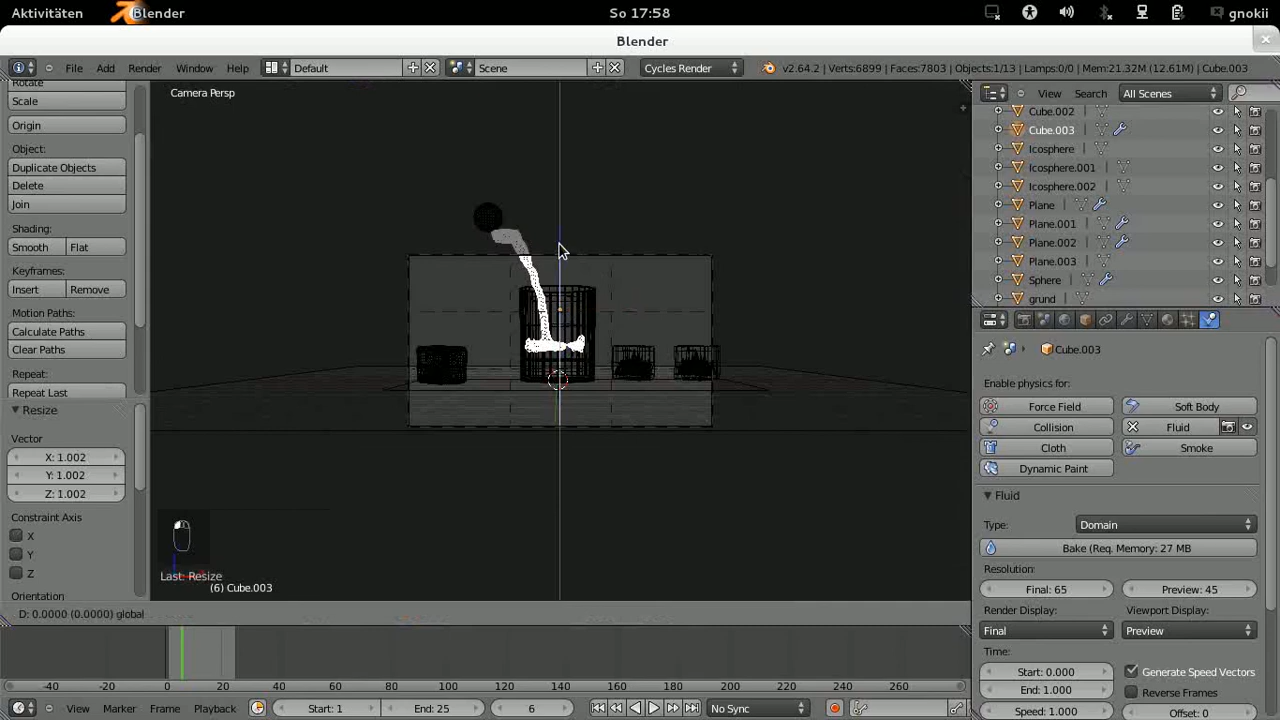 Aktivitäten Blender So 17:58 gnokii
Blender
File Add Render Window Help Default Scene Cycles Render v2.64.2 | Verts:6899 | Faces:7803 | Objects:1/13 | Lamps:0/0 | Mem:21.32M (12.61M) | Cube.003
Rotate
Scale
Origin
Object:
Duplicate Objects
Delete
Join
Shading:
Smooth Flat
Keyframes:
Insert Remove
Motion Paths:
Calculate Paths
Clear Paths
Repeat:
Repeat Last
Resize
Vector
X: 1.002
Y: 1.002
Z: 1.002
Constraint Axis
X
Y
Z
Orientation
Camera Persp
Last: Resize
(6) Cube.003
D: 0.0000 (0.0000) global
-40 -20 0 20 40 60 80 100 120 140 160 180 200 220 240 260
View Marker Frame Playback Start: 1 End: 25 6 No Sync
View Search All Scenes
Cube.002
Cube.003
Icosphere
Icosphere.001
Icosphere.002
Plane
Plane.001
Plane.002
Plane.003
Sphere
grund
Cube.003
Enable physics for:
Force Field Soft Body
Collision Fluid
Cloth Smoke
Dynamic Paint
Fluid
Type: Domain
Bake (Req. Memory: 27 MB
Resolution:
Final: 65 Preview: 45
Render Display: Viewport Display:
Final Preview
Time:
Start: 0.000 Generate Speed Vectors
End: 1.000 Reverse Frames
Speed: 1.000 Offset: 0